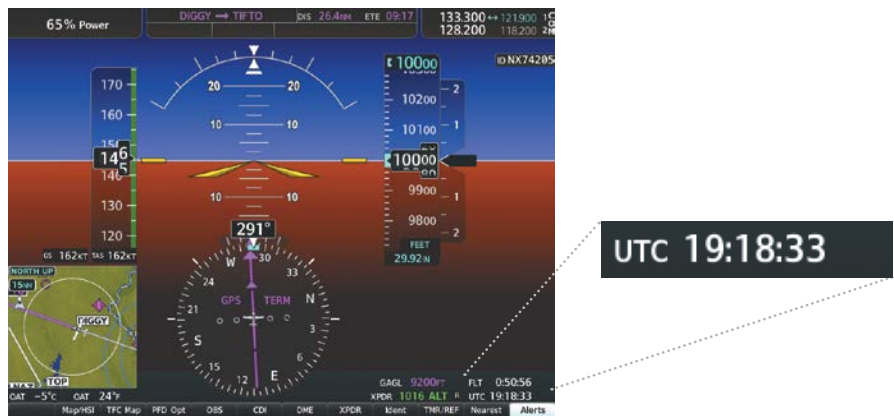 65% Power
DIGGY → TIFTO DIS 26.4NM ETE 09:17
133.300 ↔ 121.900
128.200 118.200
ID NX74205
170
160
146
5
140
130
120
GS 162KT TAS 162KT
20 20
10 10
10 10
291°
10000
10200
10100
10000
9900
9800
FEET
29.92IN
2
1
1
2
W 30 33 N 3 6 E 12 15 S 21 24
GPS TERM
NORTH UP
15NM
DIGGY
TOP
GAGL 9200FT FLT 0:50:56
OAT -5°C OAT 24°F XPDR 1016 ALT R UTC 19:18:33
Map/HSI TFC Map PFD Opt OBS CDI DME XPDR Ident TMR/REF Nearest Alerts
UTC 19:18:33